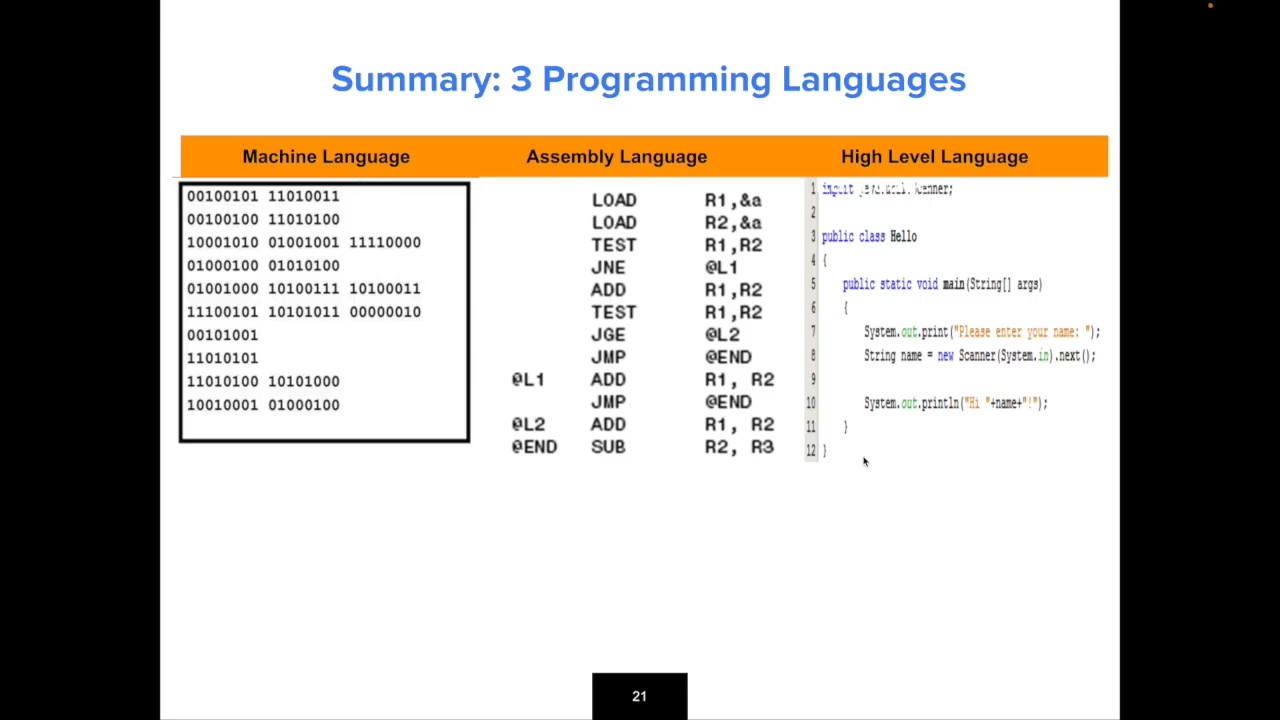 Summary: 3 Programming Languages
Machine Language
Assembly Language
High Level Language
00100101 11010011
00100100 11010100
10001010 01001001 11110000
01000100 01010100
01001000 10100111 10100011
11100101 10101011 00000010
00101001
11010101
11010100 10101000
10010001 01000100
LOAD R1,&a
LOAD R2,&a
TEST R1,R2
JNE @L1
ADD R1,R2
TEST R1,R2
JGE @L2
JMP @END
@L1 ADD R1, R2
JMP @END
@L2 ADD R1, R2
@END SUB R2, R3
1 import
2
3 public class Hello
4 {
5 public static void main(String[] args)
6 {
7 System.out.print("Please enter your name: ");
8 String name = new Scanner(System.in).next();
9
10 System.out.println("Hi "+name+"!");
11 }
12 }
21